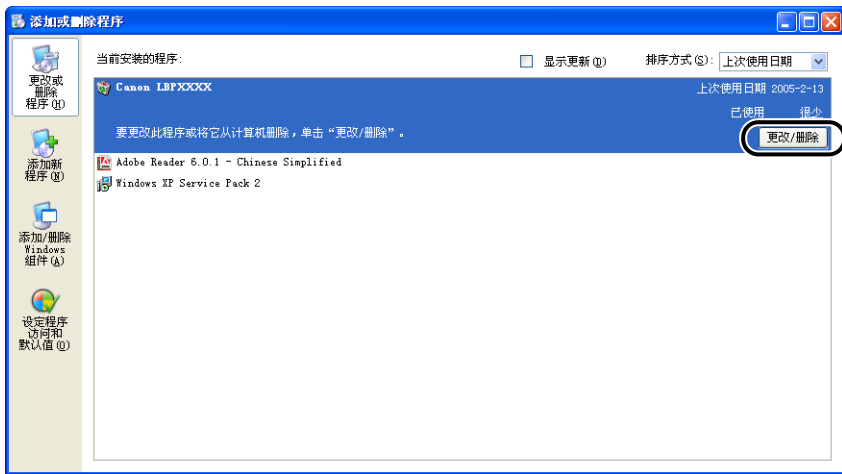 添加或删除程序
更改或
删除
程序(H)
添加新
程序(N)
添加/删除
Windows
组件(A)
设定程序
访问和
默认值(O)
当前安装的程序:
显示更新(D)
排序方式(S): 上次使用日期
Canon LBPXXXX
上次使用日期 2005-2-13
已使用 很少
要更改此程序或将它从计算机删除，单击“更改/删除”。
更改/删除
Adobe Reader 6.0.1 - Chinese Simplified
Windows XP Service Pack 2